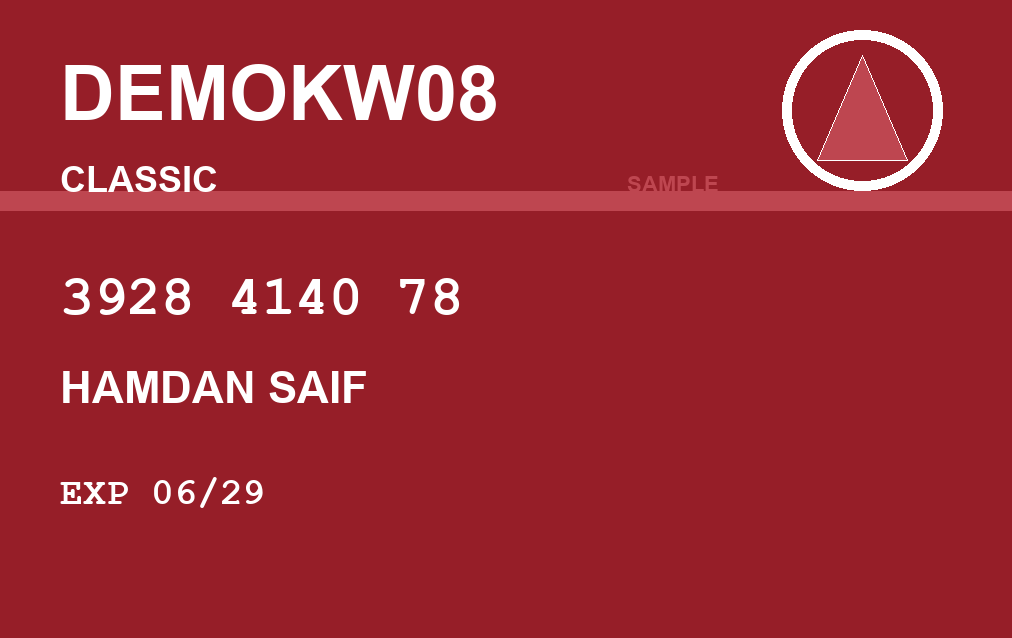 DEMOKW08
CLASSIC
SAMPLE
3928 4140 78
HAMDAN SAIF
EXP 06/29